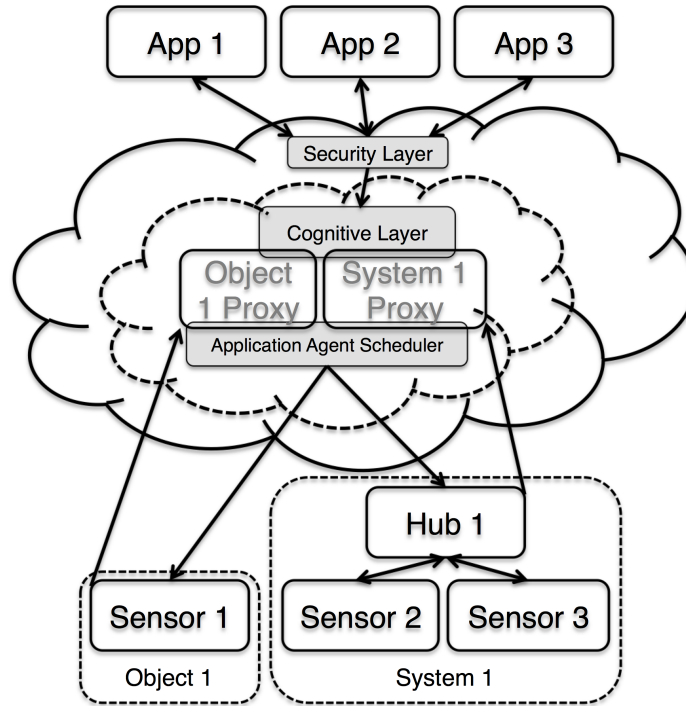 App 1
App 2
App 3
Security Layer
Cognitive Layer
Object
1 Proxy
System 1
Proxy
Application Agent Scheduler
Hub 1
Sensor 1
Sensor 2
Sensor 3
Object 1
System 1